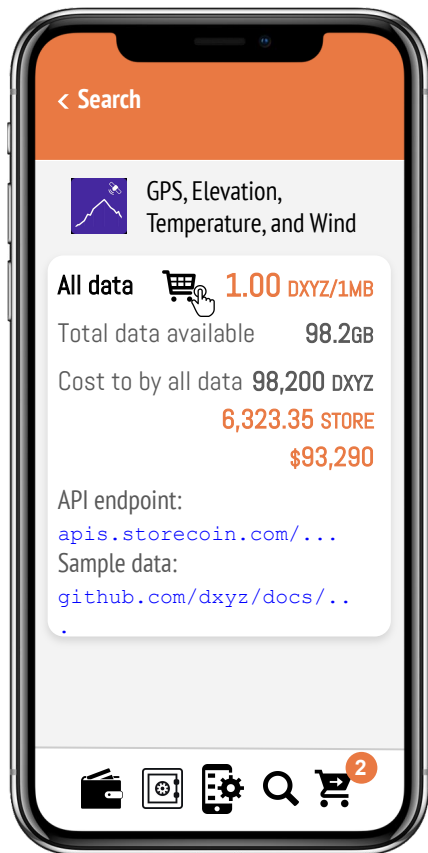 < Search
GPS, Elevation,
Temperature, and Wind
All data 1.00 DXYZ/1MB
Total data available 98.2GB
Cost to by all data 98,200 DXYZ
6,323.35 STORE
$93,290
API endpoint:
apis.storecoin.com/...
Sample data:
github.com/dxyz/docs/..
.
2